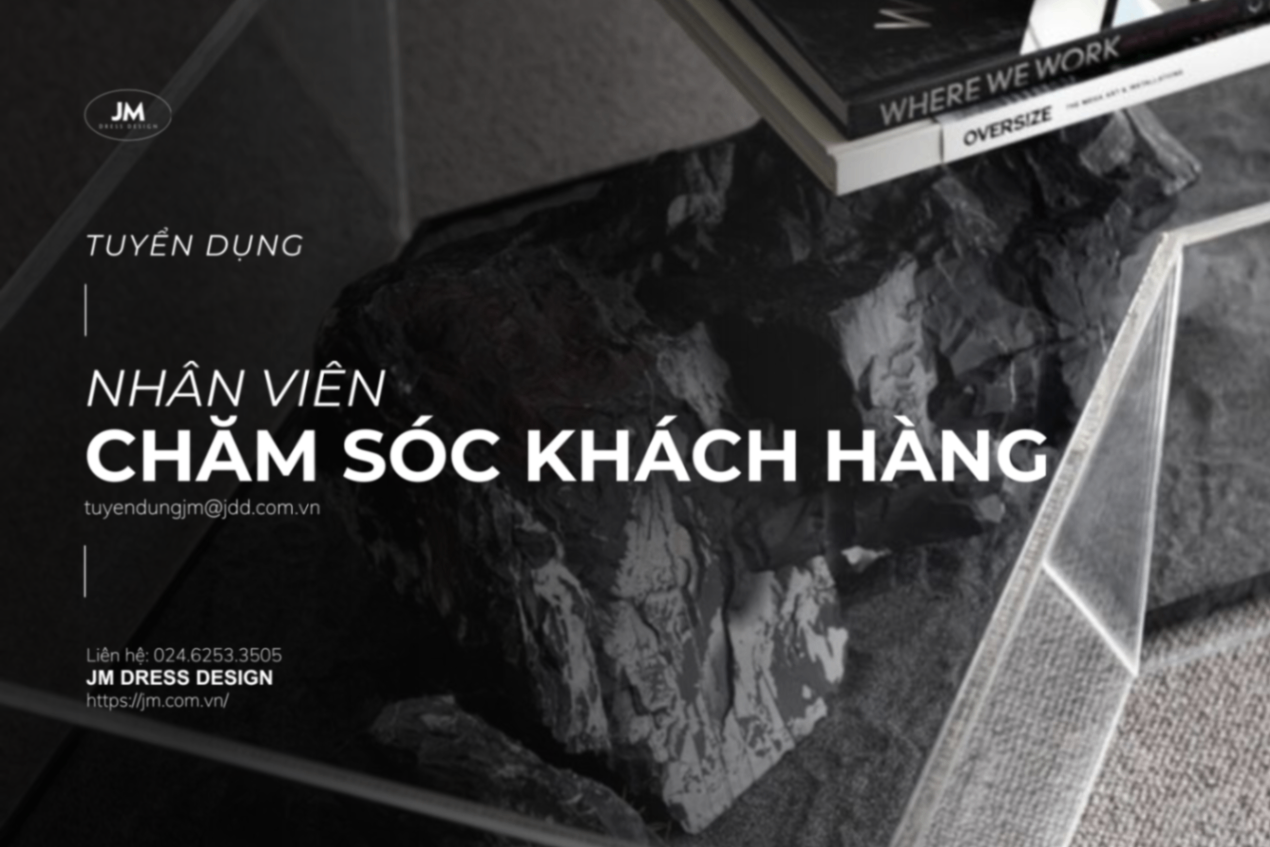 JM
DRESS DESIGN
TUYỂN DỤNG
NHÂN VIÊN
CHĂM SÓC KHÁCH HÀNG
tuyendungjm@jdd.com.vn
Liên hệ: 024.6253.3505
JM DRESS DESIGN
https://jm.com.vn/
WHERE WE WORK
OVERSIZE